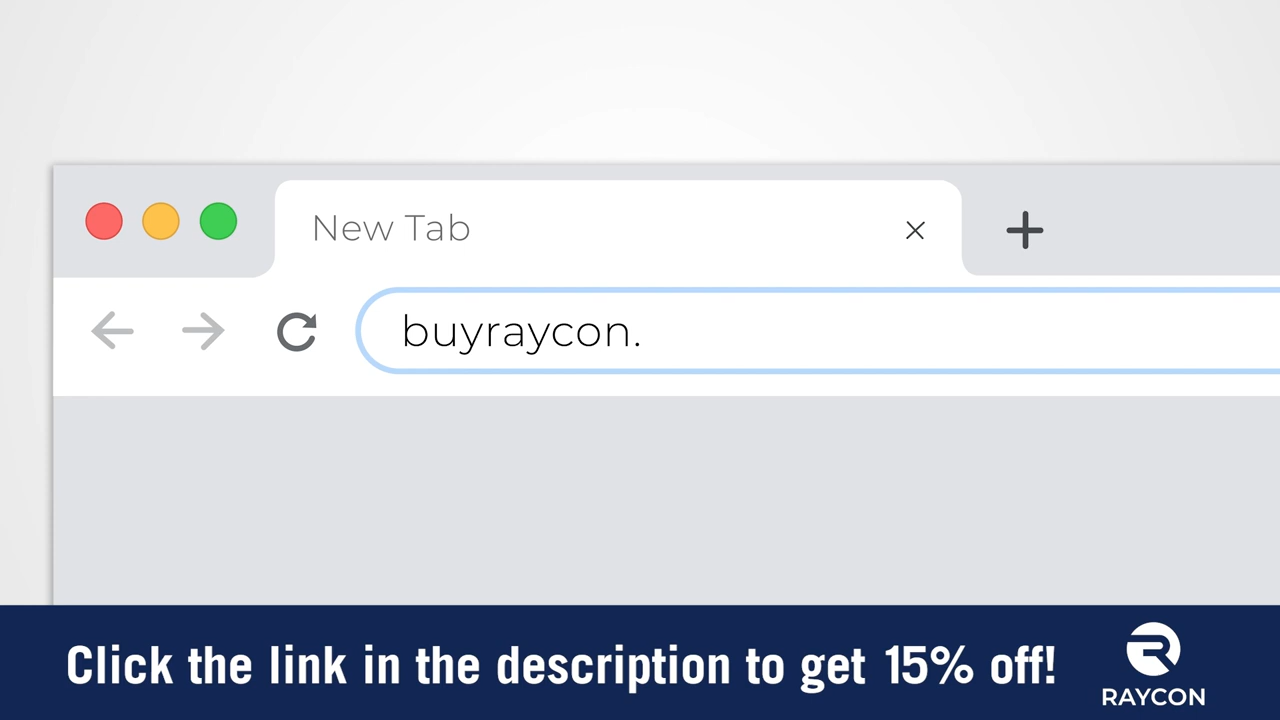 New Tab
buyraycon.
Click the link in the description to get 15% off!
RAYCON